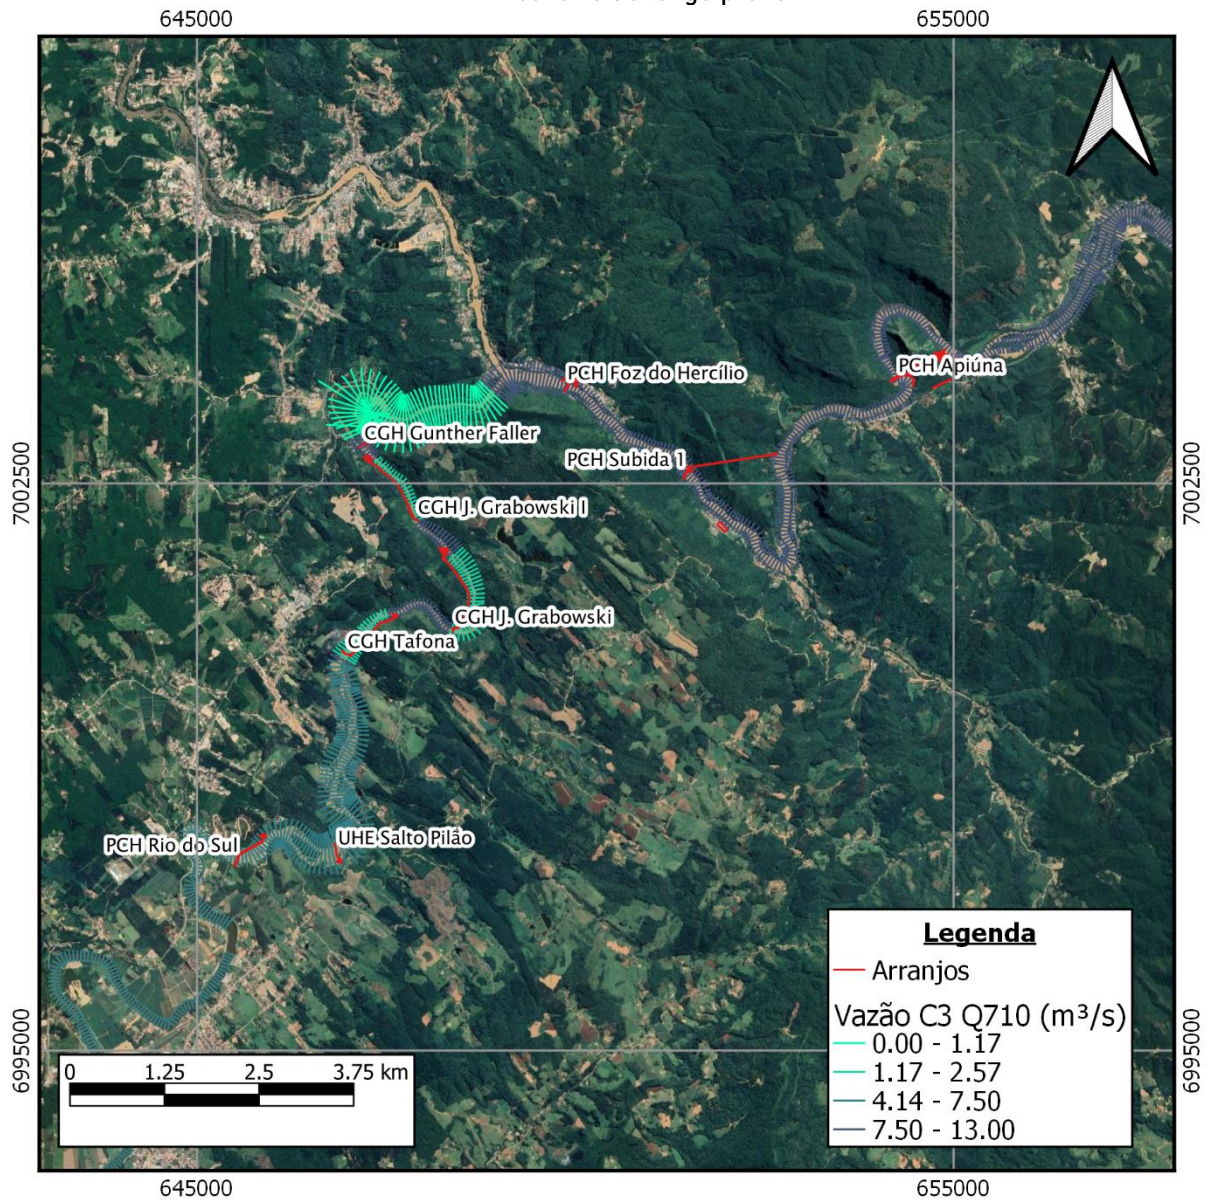 645000
655000
PCH Foz do Hercílio
PCH Apiúna
CGH Gunther Faller
PCH Subida 1
7002500
7002500
CGH J. Grabowski I
CGH J. Grabowski
CGH Tafona
PCH Rio do Sul
UHE Salto Pilão
Legenda
Arranjos
Vazão C3 Q710 (m³/s)
0.00 - 1.17
1.17 - 2.57
4.14 - 7.50
7.50 - 13.00
6995000
6995000
0 1.25 2.5 3.75 km
645000
655000